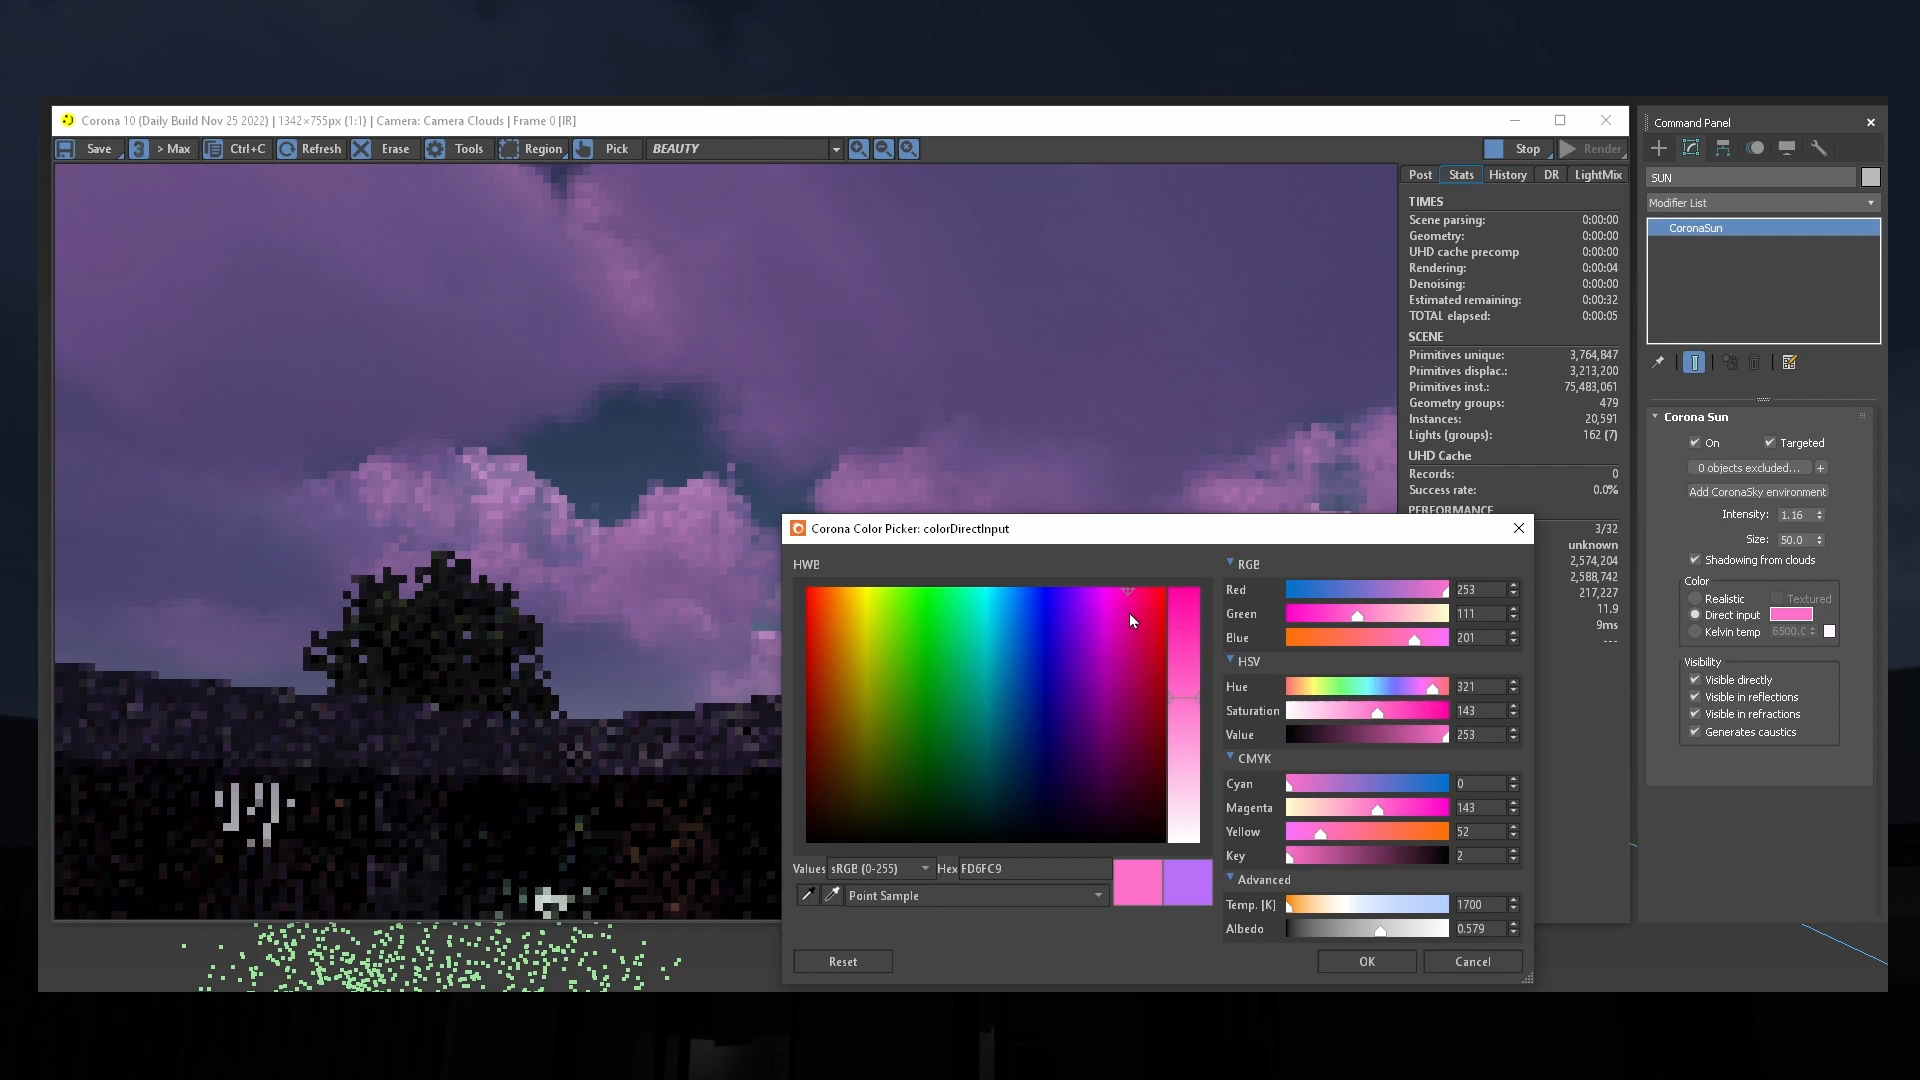 Corona 10 (Daily Build Nov 25 2022) | 1342×755px (1:1) | Camera: Camera Clouds | Frame 0 [IR]
Save
3 > Max
Ctrl+C
Refresh
Erase
Tools
Region
Pick
BEAUTY
Stop
Render
Post Stats History DR LightMix
TIMES
Scene parsing: 0:00:00
Geometry: 0:00:00
UHD cache precomp 0:00:00
Rendering: 0:00:04
Denoising: 0:00:00
Estimated remaining: 0:00:32
TOTAL elapsed: 0:00:05
SCENE
Primitives unique: 3,764,847
Primitives displac.: 3,213,200
Primitives inst.: 75,483,061
Geometry groups: 479
Instances: 20,591
Lights (groups): 162 (7)
UHD Cache
Records: 0
Success rate: 0.0%
PERFORMANCE
3/32
unknown
2,574,204
2,588,742
217,227
11.9
9ms
---
Corona Color Picker: colorDirectInput
HWB
RGB
Red 253
Green 111
Blue 201
HSV
Hue 321
Saturation 143
Value 253
CMYK
Cyan 0
Magenta 143
Yellow 52
Key 2
Advanced
Temp. [K] 1700
Albedo 0.579
Values sRGB (0-255) Hex FD6FC9
Point Sample
Reset
OK
Cancel
Command Panel
SUN
Modifier List
CoronaSun
Corona Sun
On Targeted
0 objects excluded... +
Add CoronaSky environment
Intensity: 1.16
Size: 50.0
Shadowing from clouds
Color
Realistic Textured
Direct input
Kelvin temp 6500.0
Visibility
Visible directly
Visible in reflections
Visible in refractions
Generates caustics